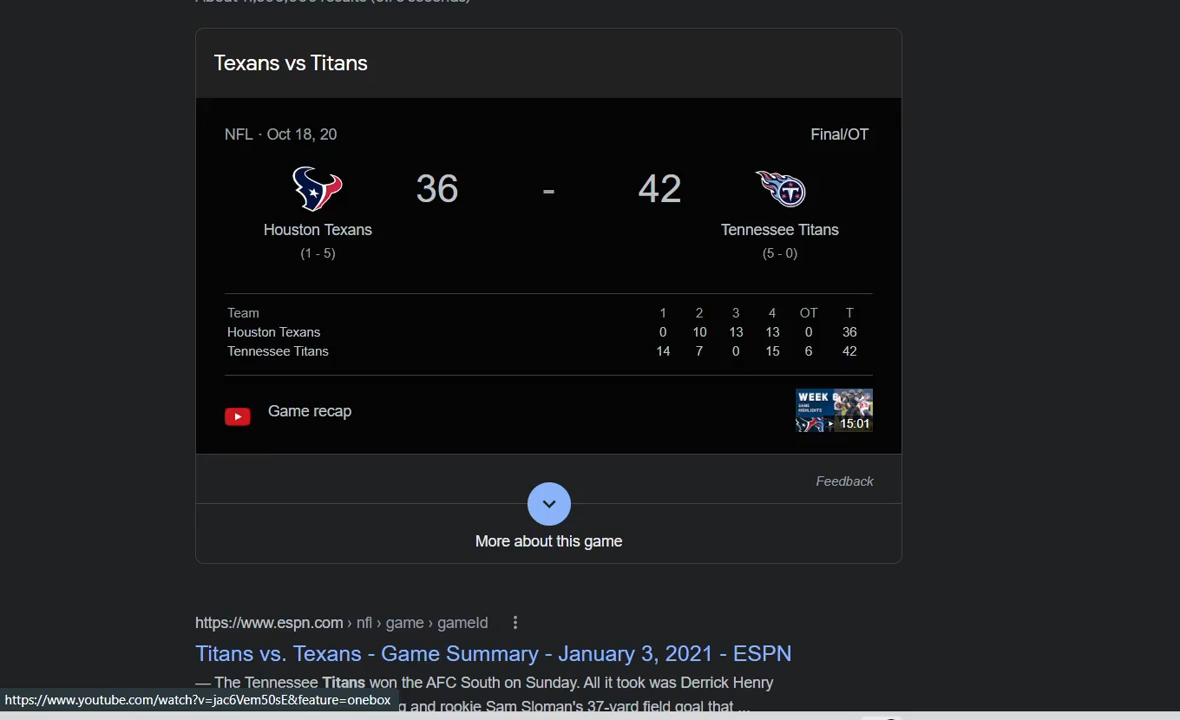 Texans vs Titans
NFL · Oct 18, 20
Final/OT
36 - 42
Houston Texans
Tennessee Titans
(1 - 5)
(5 - 0)
Team 1 2 3 4 OT T
Houston Texans 0 10 13 13 0 36
Tennessee Titans 14 7 0 15 6 42
Game recap
WEEK 6
15:01
Feedback
More about this game
https://www.espn.com › nfl › game › gameId
Titans vs. Texans - Game Summary - January 3, 2021 - ESPN
— The Tennessee Titans won the AFC South on Sunday. All it took was Derrick Henry
g and rookie Sam Sloman's 37-yard field goal that ...
https://www.youtube.com/watch?v=jac6Vem50sE&feature=onebox